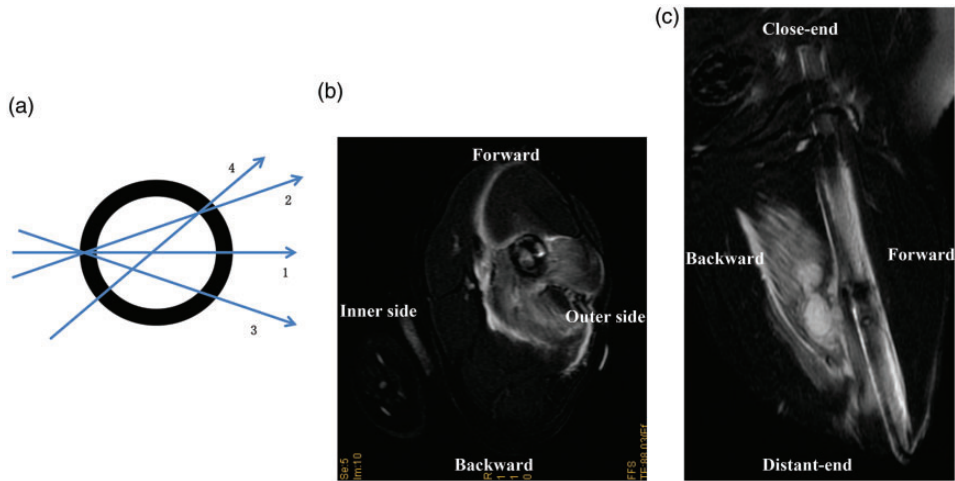 (a)
4
2
1
3
(b)
Forward
Inner side
Outer side
Backward
Se:5
Im:10
FFS
(c)
Close-end
Backward
Forward
Distant-end